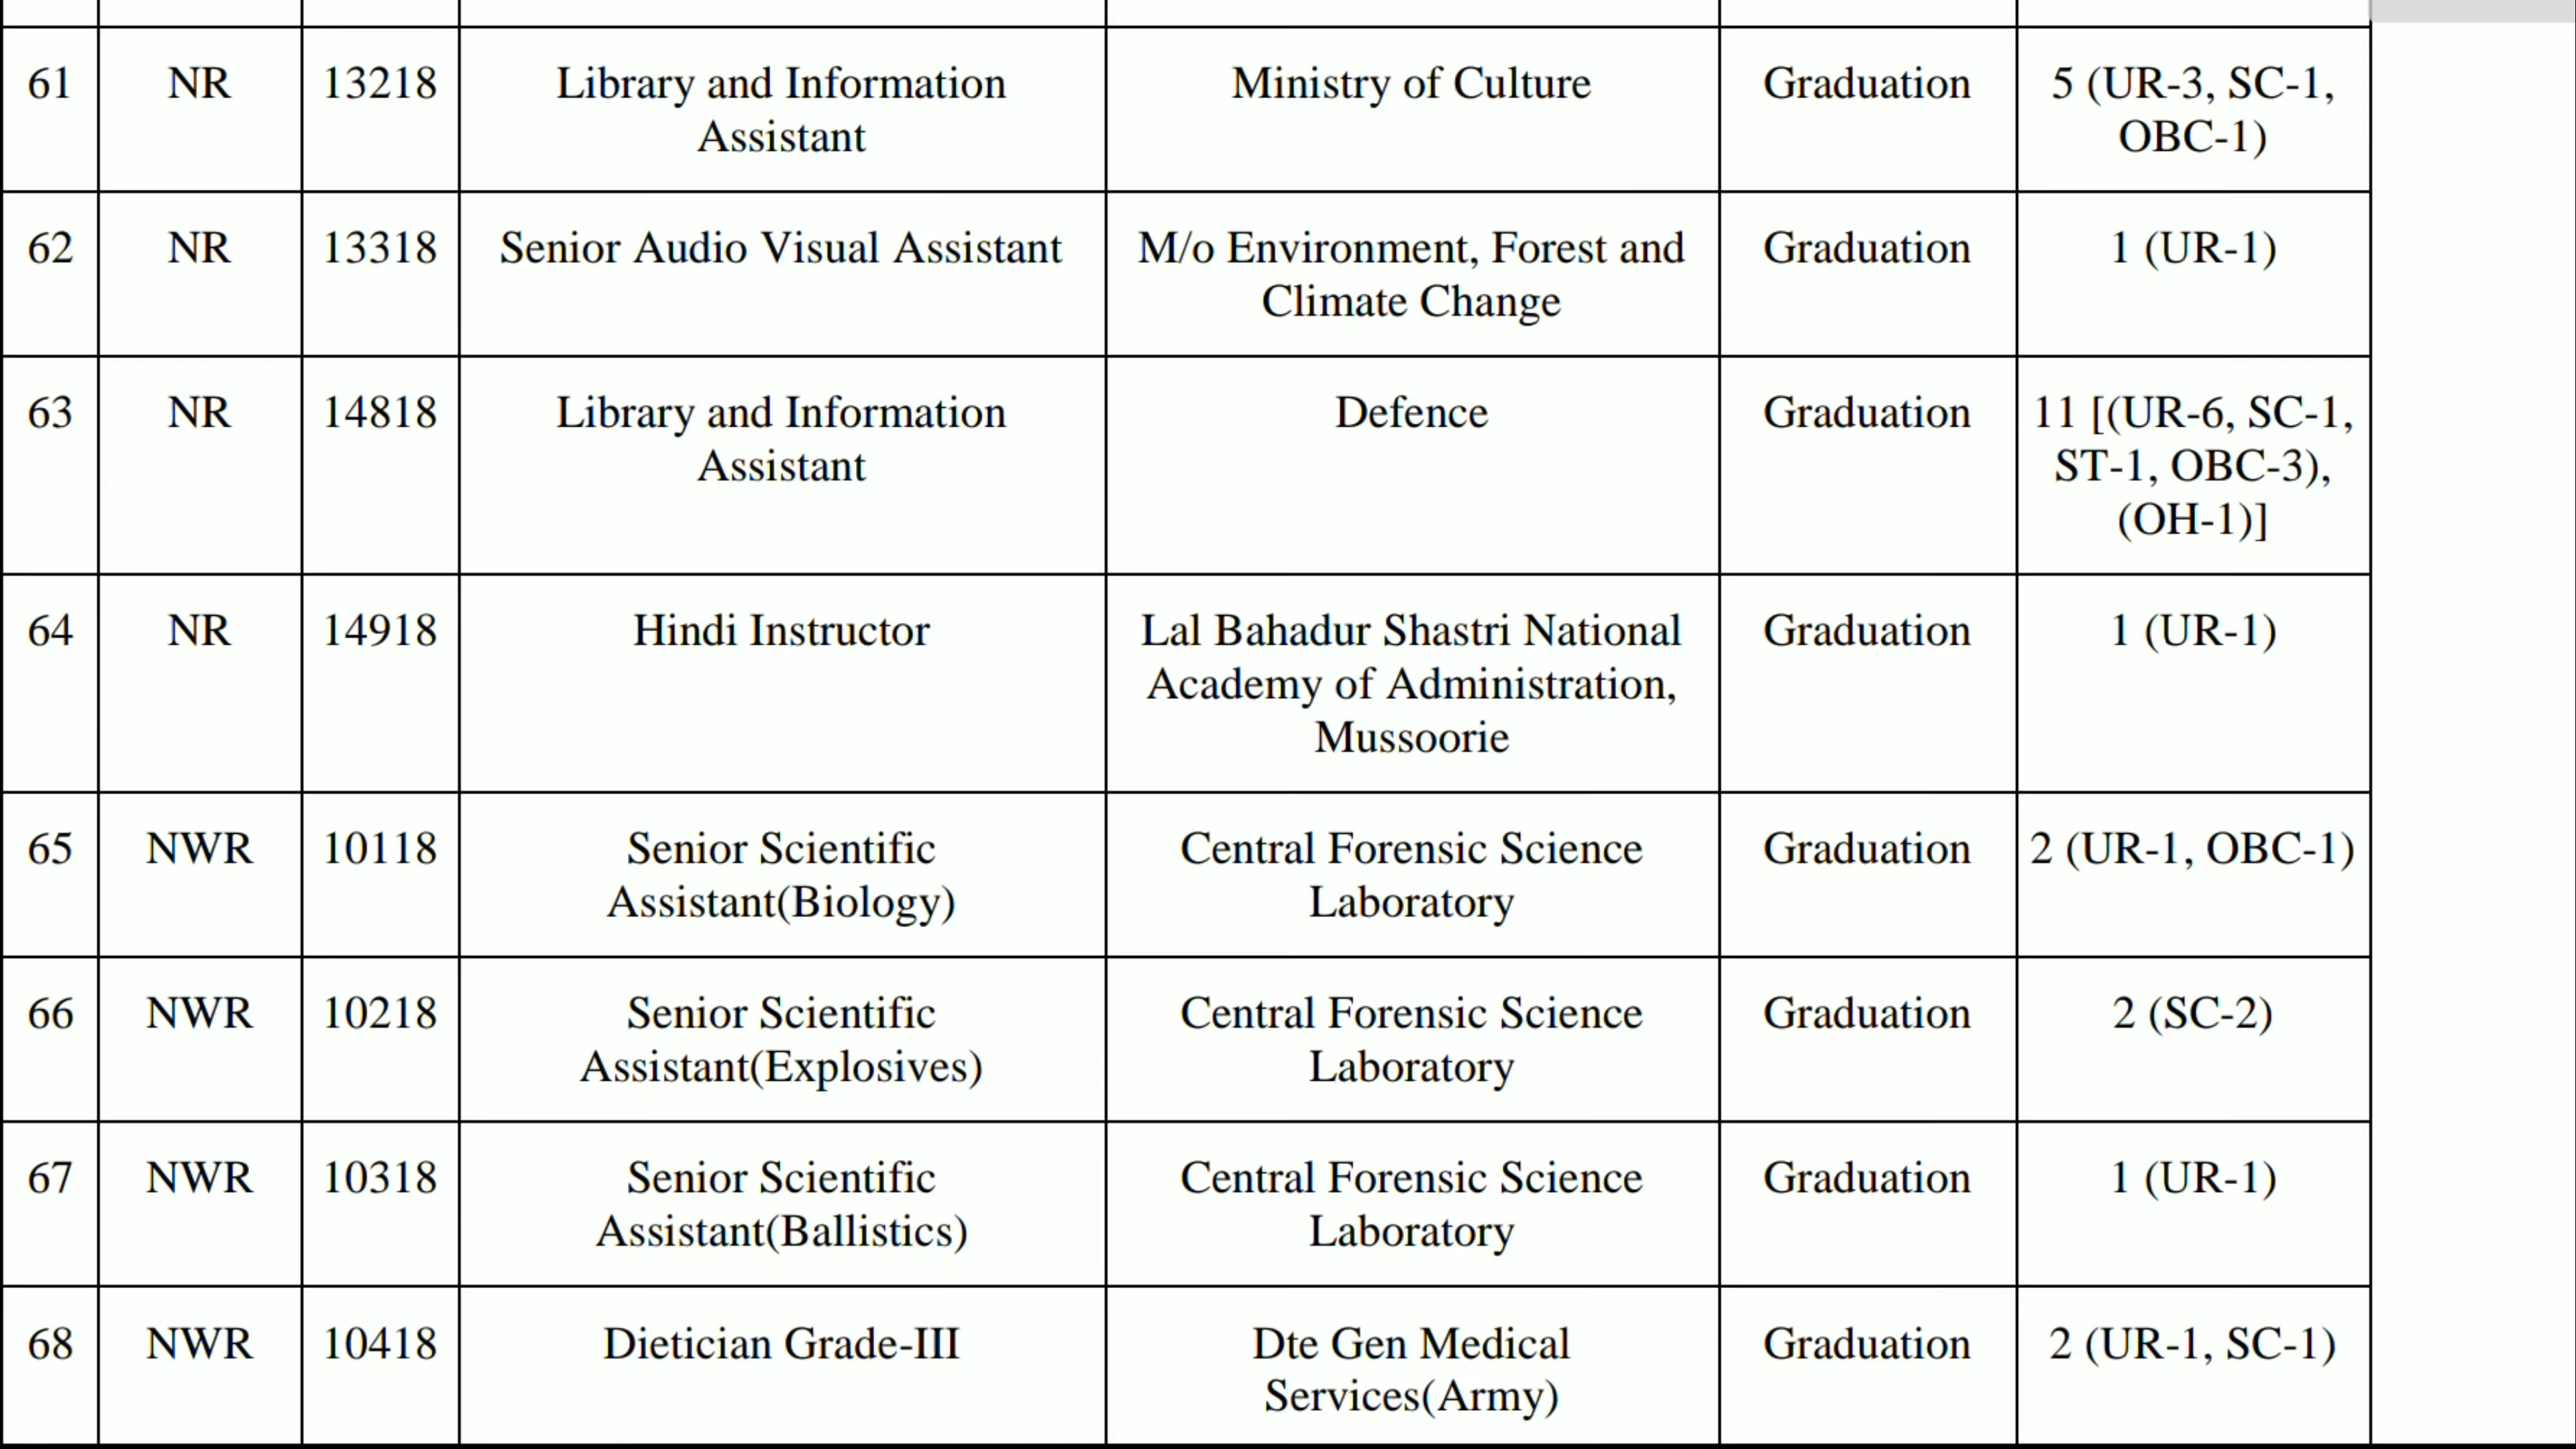 61 NR 13218 Library and Information Ministry of Culture Graduation 5 (UR-3, SC-1,
Assistant OBC-1)
62 NR 13318 Senior Audio Visual Assistant M/o Environment, Forest and Graduation 1 (UR-1)
Climate Change
63 NR 14818 Library and Information Defence Graduation 11 [(UR-6, SC-1,
Assistant ST-1, OBC-3),
(OH-1)]
64 NR 14918 Hindi Instructor Lal Bahadur Shastri National Graduation 1 (UR-1)
Academy of Administration,
Mussoorie
65 NWR 10118 Senior Scientific Central Forensic Science Graduation 2 (UR-1, OBC-1)
Assistant(Biology) Laboratory
66 NWR 10218 Senior Scientific Central Forensic Science Graduation 2 (SC-2)
Assistant(Explosives) Laboratory
67 NWR 10318 Senior Scientific Central Forensic Science Graduation 1 (UR-1)
Assistant(Ballistics) Laboratory
68 NWR 10418 Dietician Grade-III Dte Gen Medical Graduation 2 (UR-1, SC-1)
Services(Army)